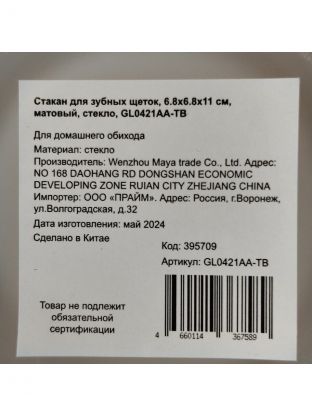 Стакан для зубных щеток, 6.8х6.8х11 см,
матовый, стекло, GL0421AA-TB
Для домашнего обихода
Материал: стекло
Производитель: Wenzhou Maya trade Co., Ltd. Адрес:
NO 168 DAOHANG RD DONGSHAN ECONOMIC
DEVELOPING ZONE RUIAN CITY ZHEJIANG CHINA
Импортер: ООО «ПРАЙМ». Адрес: Россия, г.Воронеж,
ул.Волгоградская, д.32
Дата изготовления: май 2024
Сделано в Китае
Код: 395709
Артикул: GL0421AA-TB
Товар не подлежит
обязательной
сертификации
4 660114 367589